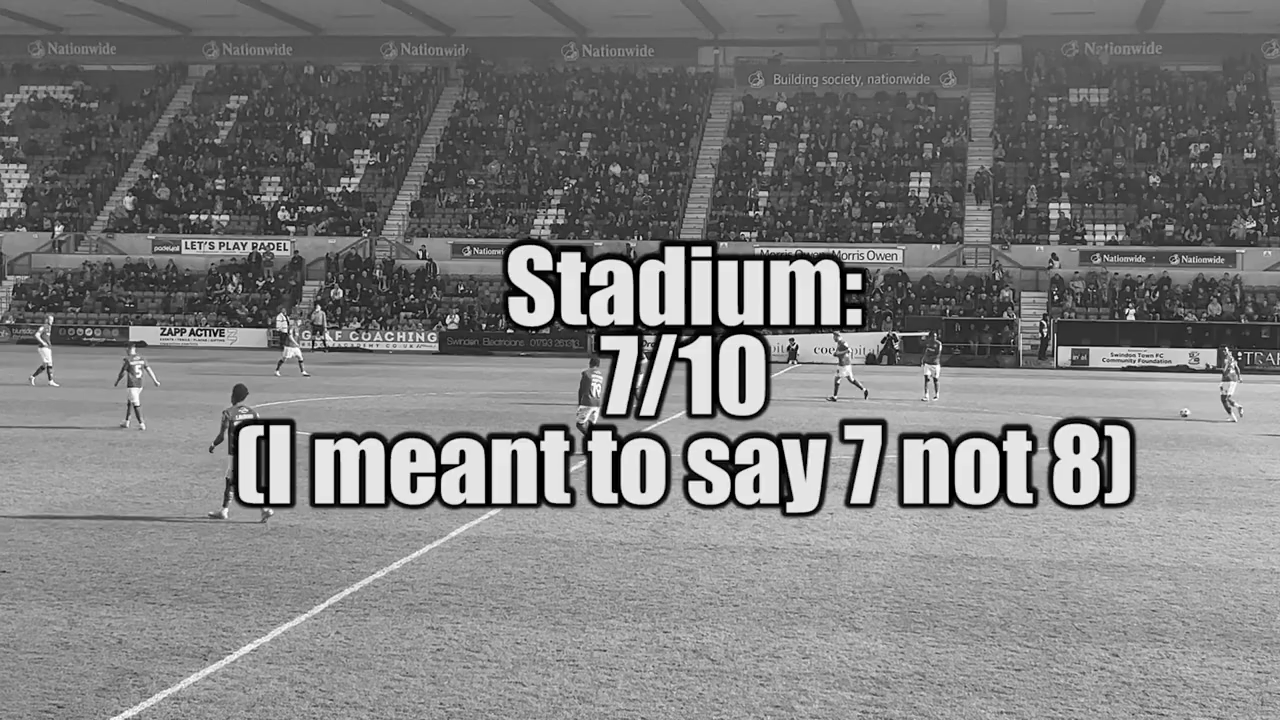 Nationwide
Nationwide
Nationwide
Nationwide
Nationwide
Building society, nationwide
LET'S PLAY PADEL
Nationwide
Morris Owen
Morris Owen
Nationwide
Nationwide
Stadium:
ZAPP ACTIVE
GOLF COACHING
7/10
Swindon Town FC
Community Foundation
(I meant to say 7 not 8)